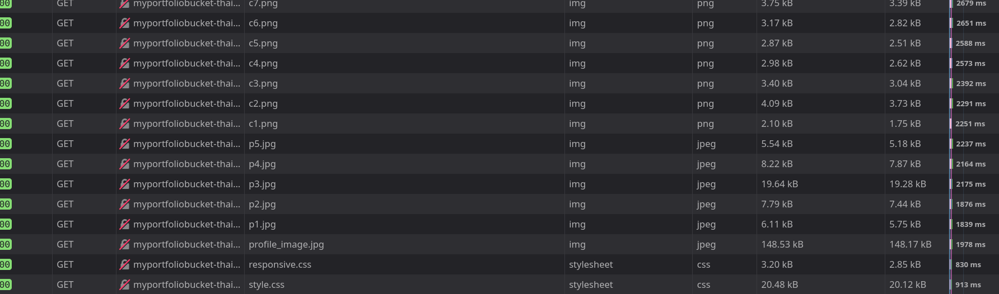 00 GET myportfoliobucket-thai... c7.png img png 3.75 kB 3.39 kB 2679 ms
00 GET myportfoliobucket-thai... c6.png img png 3.17 kB 2.82 kB 2651 ms
00 GET myportfoliobucket-thai... c5.png img png 2.87 kB 2.51 kB 2588 ms
00 GET myportfoliobucket-thai... c4.png img png 2.98 kB 2.62 kB 2573 ms
00 GET myportfoliobucket-thai... c3.png img png 3.40 kB 3.04 kB 2392 ms
00 GET myportfoliobucket-thai... c2.png img png 4.09 kB 3.73 kB 2291 ms
00 GET myportfoliobucket-thai... c1.png img png 2.10 kB 1.75 kB 2251 ms
00 GET myportfoliobucket-thai... p5.jpg img jpeg 5.54 kB 5.18 kB 2237 ms
00 GET myportfoliobucket-thai... p4.jpg img jpeg 8.22 kB 7.87 kB 2164 ms
00 GET myportfoliobucket-thai... p3.jpg img jpeg 19.64 kB 19.28 kB 2175 ms
00 GET myportfoliobucket-thai... p2.jpg img jpeg 7.79 kB 7.44 kB 1876 ms
00 GET myportfoliobucket-thai... p1.jpg img jpeg 6.11 kB 5.75 kB 1839 ms
00 GET myportfoliobucket-thai... profile_image.jpg img jpeg 148.53 kB 148.17 kB 1978 ms
00 GET myportfoliobucket-thai... responsive.css stylesheet css 3.20 kB 2.85 kB 830 ms
00 GET myportfoliobucket-thai... style.css stylesheet css 20.48 kB 20.12 kB 913 ms